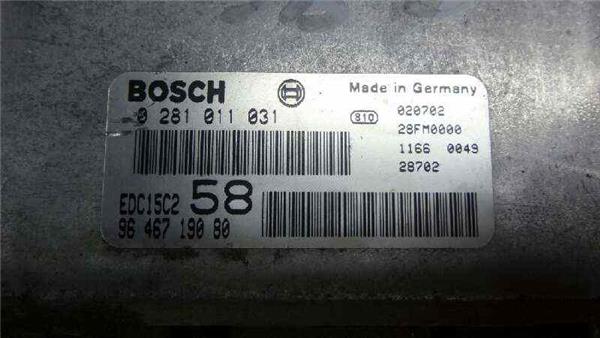 BOSCH
Made in Germany
0 281 011 031
810
020702
28FM0000
1166 0049
28702
EDC15C2 58
96 467 190 80